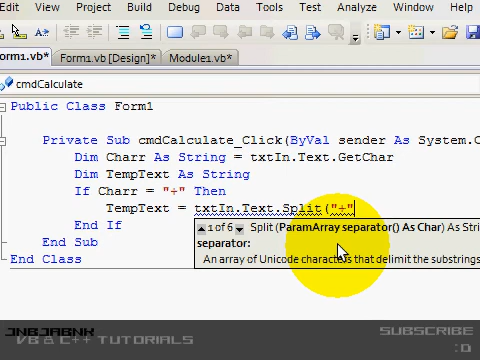 Edit View Project Build Debug Data Tools Test Analyze Window
Form1.vb* Form1.vb [Design]* Module1.vb*
cmdCalculate
Public Class Form1
Private Sub cmdCalculate_Click(ByVal sender As System.
Dim Charr As String = txtIn.Text.GetChar
Dim TempText As String
If Charr = "+" Then
TempText = txtIn.Text.Split("+"
End If
1 of 6 Split (ParamArray separator() As Char) As Stri
End Sub
separator:
End Class
An array of Unicode characters that delimit the substrings
JNBJABNK
VB & C++ TUTORIALS
SUBSCRIBE
:D